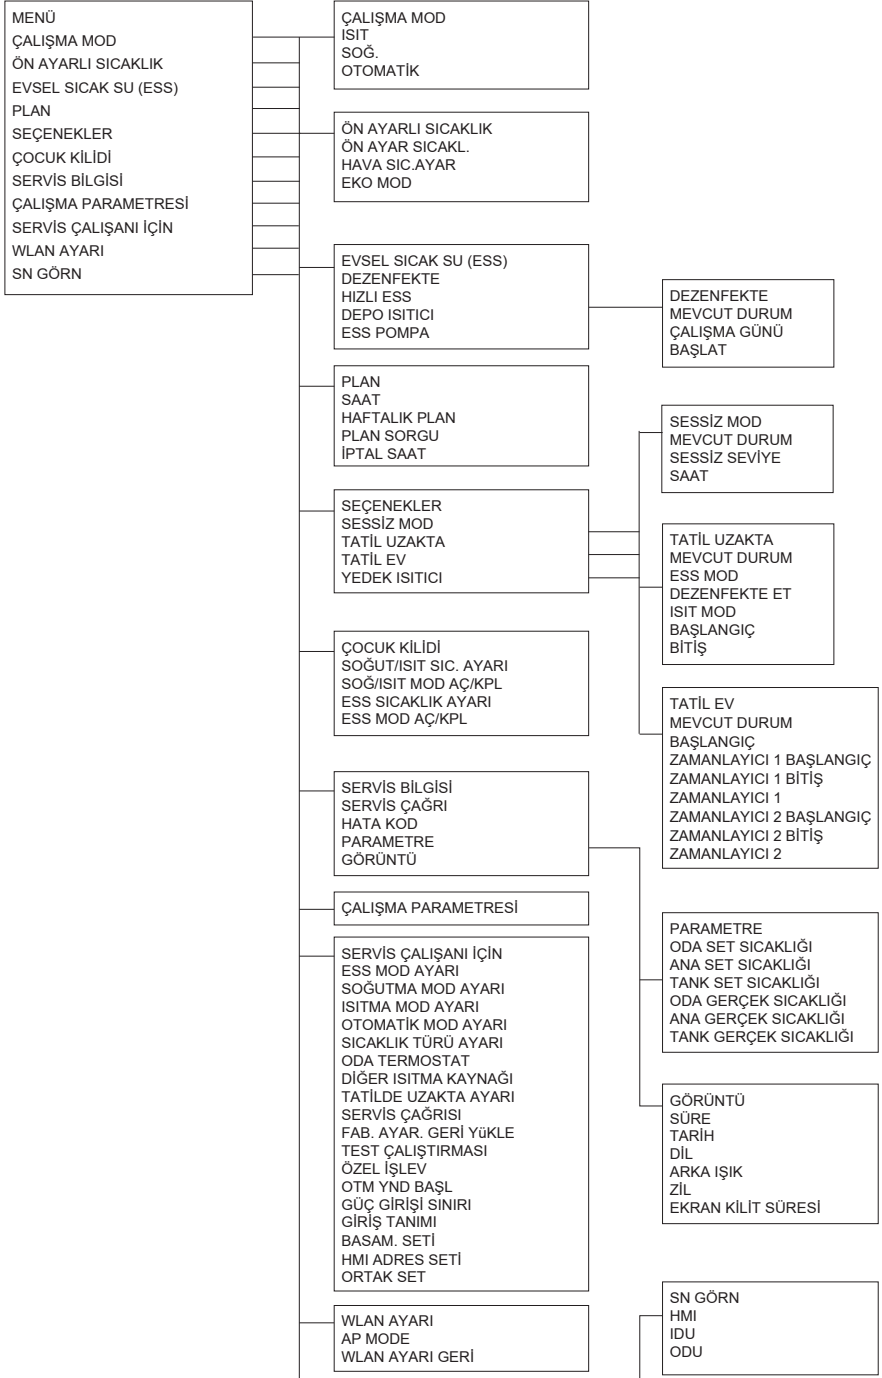 MENÜ
ÇALIŞMA MOD
ÖN AYARLI SICAKLIK
EVSEL SICAK SU (ESS)
PLAN
SEÇENEKLER
ÇOCUK KİLİDİ
SERVİS BİLGİSİ
ÇALIŞMA PARAMETRESİ
SERVİS ÇALIŞANI İÇİN
WLAN AYARI
SN GÖRN
ÇALIŞMA MOD
ISIT
SOĞ.
OTOMATİK
ÖN AYARLI SICAKLIK
ÖN AYAR SICAKL.
HAVA SIC.AYAR
EKO MOD
EVSEL SICAK SU (ESS)
DEZENFEKTE
HIZLI ESS
DEPO ISITICI
ESS POMPA
DEZENFEKTE
MEVCUT DURUM
ÇALIŞMA GÜNÜ
BAŞLAT
PLAN
SAAT
HAFTALIK PLAN
PLAN SORGU
İPTAL SAAT
SEÇENEKLER
SESSİZ MOD
TATİL UZAKTA
TATİL EV
YEDEK ISITICI
SESSİZ MOD
MEVCUT DURUM
SESSİZ SEVİYE
SAAT
TATİL UZAKTA
MEVCUT DURUM
ESS MOD
DEZENFEKTE ET
ISIT MOD
BAŞLANGIÇ
BİTİŞ
TATİL EV
MEVCUT DURUM
BAŞLANGIÇ
ZAMANLAYICI 1 BAŞLANGIÇ
ZAMANLAYICI 1 BİTİŞ
ZAMANLAYICI 1
ZAMANLAYICI 2 BAŞLANGIÇ
ZAMANLAYICI 2 BİTİŞ
ZAMANLAYICI 2
ÇOCUK KİLİDİ
SOĞUT/ISIT SIC. AYARI
SOĞ/ISIT MOD AÇ/KPL
ESS SICAKLIK AYARI
ESS MOD AÇ/KPL
SERVİS BİLGİSİ
SERVİS ÇAĞRI
HATA KOD
PARAMETRE
GÖRÜNTÜ
PARAMETRE
ODA SET SICAKLIĞI
ANA SET SICAKLIĞI
TANK SET SICAKLIĞI
ODA GERÇEK SICAKLIĞI
ANA GERÇEK SICAKLIĞI
TANK GERÇEK SICAKLIĞI
GÖRÜNTÜ
SÜRE
TARİH
DİL
ARKA IŞIK
ZİL
EKRAN KİLİT SÜRESİ
ÇALIŞMA PARAMETRESİ
SERVİS ÇALIŞANI İÇİN
ESS MOD AYARI
SOĞUTMA MOD AYARI
ISITMA MOD AYARI
OTOMATİK MOD AYARI
SICAKLIK TÜRÜ AYARI
ODA TERMOSTAT
DİĞER ISITMA KAYNAĞI
TATİLDE UZAKTA AYARI
SERVİS ÇAĞRISI
FAB. AYAR. GERİ YüKLE
TEST ÇALIŞTIRMASI
ÖZEL İŞLEV
OTM YND BAŞL
GÜÇ GİRİŞİ SINIRI
GİRİŞ TANIMI
BASAM. SETİ
HMI ADRES SETİ
ORTAK SET
WLAN AYARI
AP MODE
WLAN AYARI GERİ
SN GÖRN
HMI
IDU
ODU